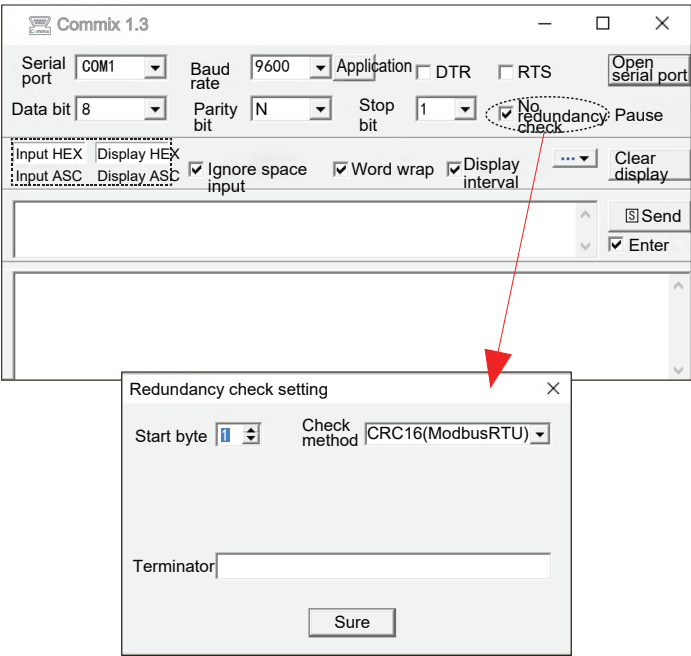 Commix 1.3
Serial port COM1
Baud rate 9600
Application
DTR
RTS
Open serial port
Data bit 8
Parity bit N
Stop bit 1
No redundancy check
Pause
Input HEX
Display HEX
Input ASC
Display ASC
Ignore space input
Word wrap
Display interval
...
Clear display
S Send
Enter
Redundancy check setting
Start byte 1
Check method CRC16(ModbusRTU)
Terminator
Sure